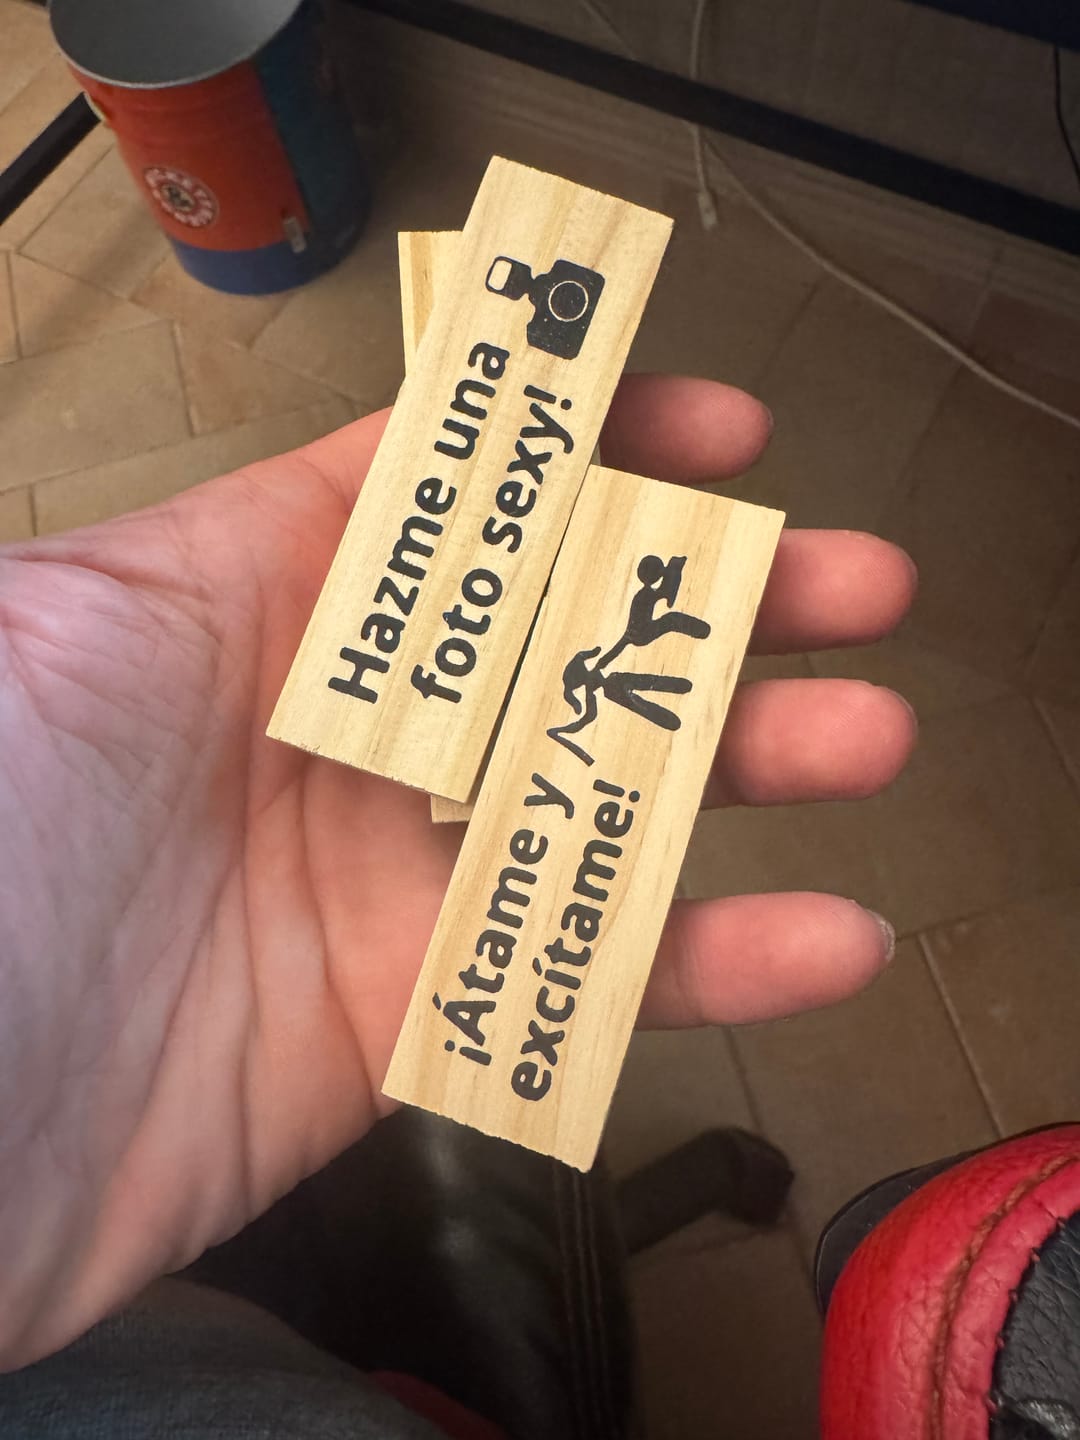 Hazme una
foto sexy!
¡Átame y
excítame!